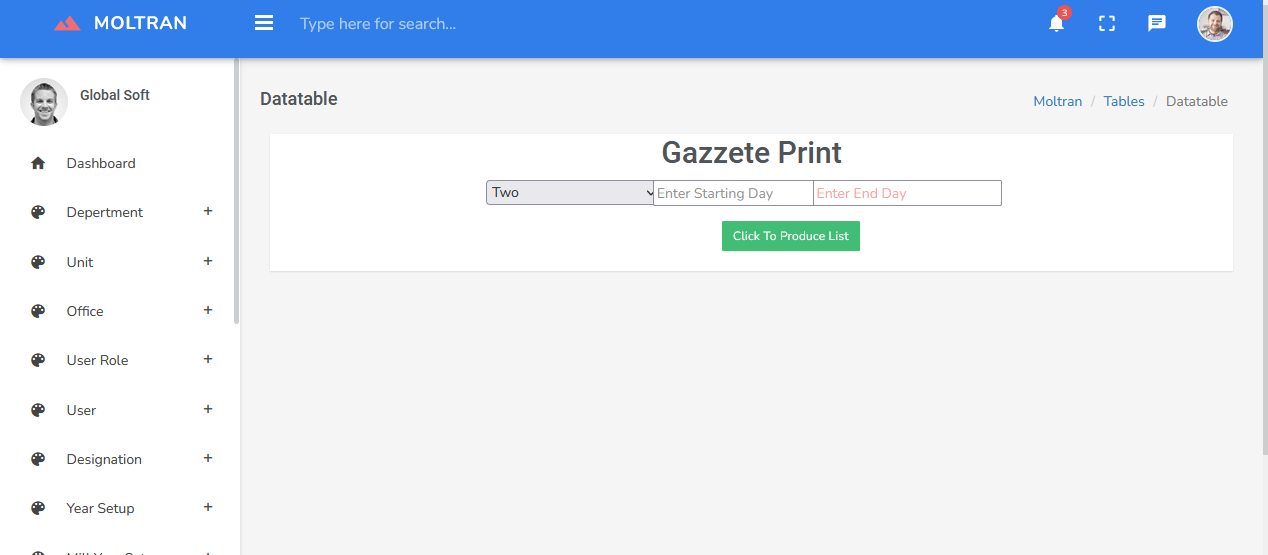 MOLTRAN
Type here for search...
3
Global Soft
Dashboard
Depertment +
Unit +
Office +
User Role +
User +
Designation +
Year Setup +
Datatable
Moltran / Tables / Datatable
Gazzete Print
Two Enter Starting Day Enter End Day
Click To Produce List